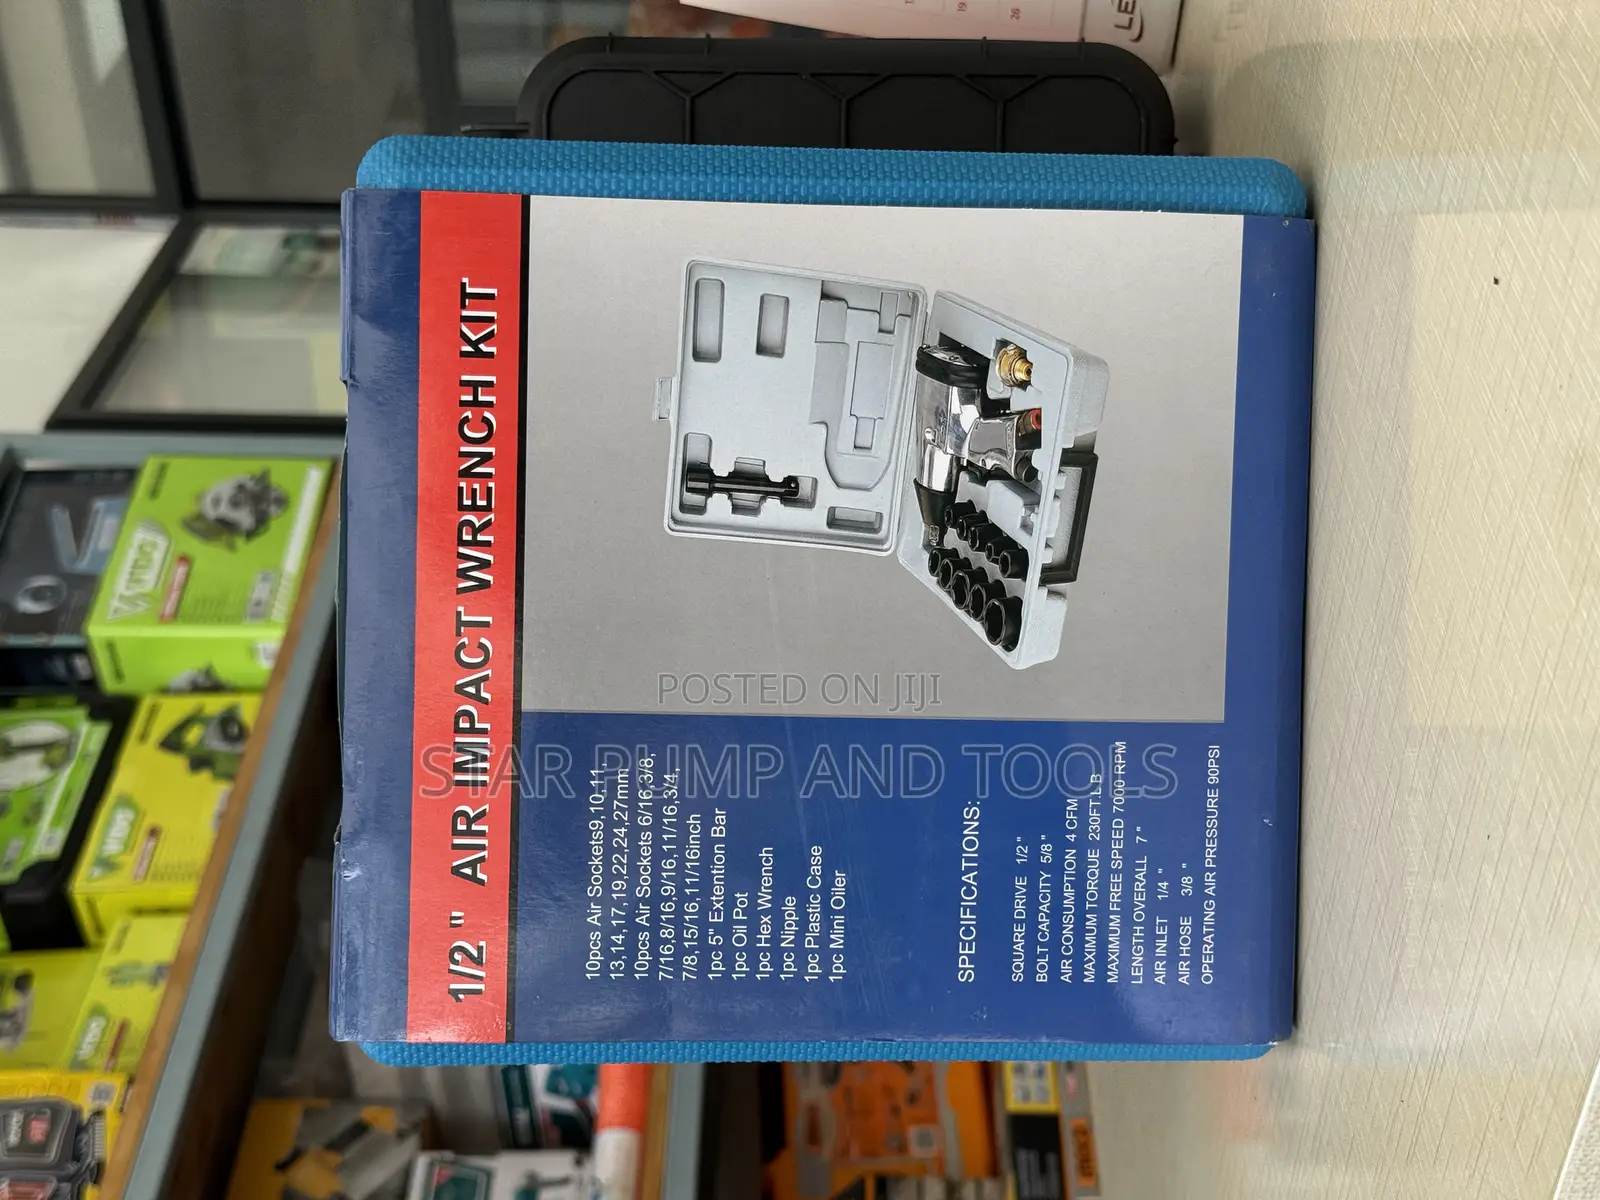 1/2 " AIR IMPACT WRENCH KIT
10pcs Air Sockets9,10,11,
13,14,17,19,22,24,27mm;
10pcs Air Sockets 6/16,3/8,
7/16,8/16,9/16,11/16,3/4,
7/8,15/16,11/16inch
1pc 5" Extention Bar
1pc Oil Pot
1pc Hex Wrench
1pc Nipple
1pc Plastic Case
1pc Mini Oiler
SPECIFICATIONS:
SQUARE DRIVE 1/2 "
BOLT CAPACITY 5/8 "
AIR CONSUMPTION 4 CFM
MAXIMUM TORQUE 230FT.LB
MAXIMUM FREE SPEED 7000 RPM
LENGTH OVERALL 7 "
AIR INLET 1/4 "
AIR HOSE 3/8 "
OPERATING AIR PRESSURE 90PSI
POSTED ON JIJI
STAR PUMP AND TOOLS
VIDO
19
26